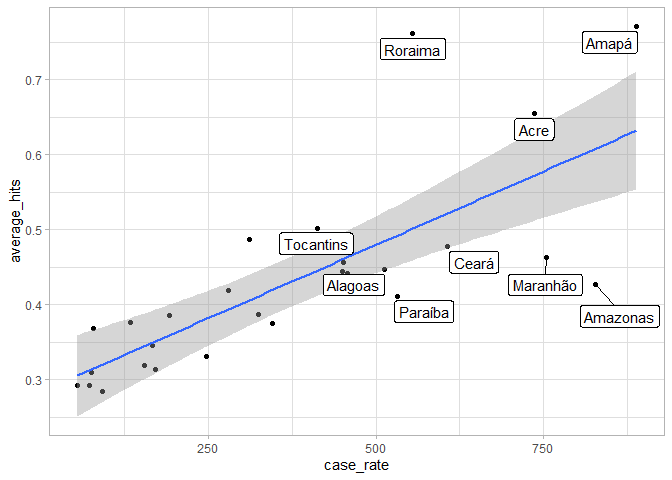 Roraima
Amapá
0.7
Acre
0.6
0.5
Tocantins
Ceará
Alagoas
Maranhão
0.4
Paraíba
Amazonas
0.3
average_hits
250
500
750
case_rate